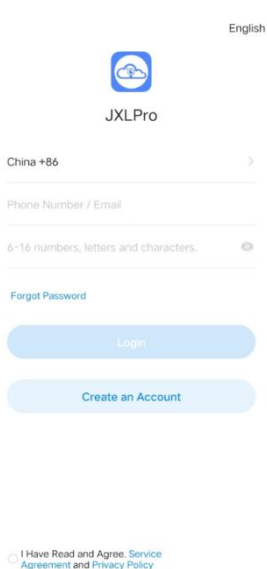 English
JXLPro
China +86
Phone Number / Email
6-16 numbers, letters and characters.
Forgot Password
Login
Create an Account
I Have Read and Agree. Service
Agreement and Privacy Policy